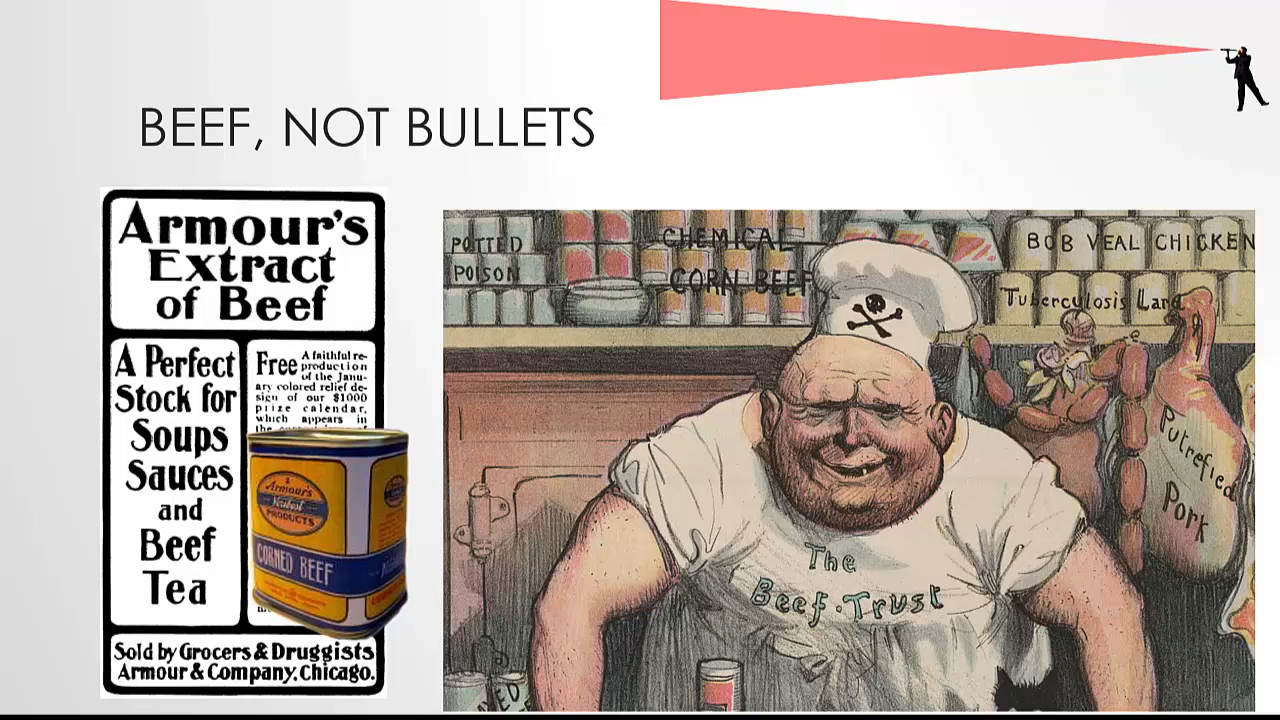 BEEF, NOT BULLETS
Armour's
Extract
of Beef
A Perfect
Stock for
Soups
Sauces
and
Beef
Tea
Free
A faithful re-
production
of the Janu-
ary colored relief de-
sign of our $1000
prize calendar,
which appears in
Armour's
Veribest
PRODUCTS
CORNED BEEF
Sold by Grocers & Druggists
Armour & Company, Chicago.
POTTED
POISON
CHEMICAL
CORN BEEF
BOB VEAL CHICKEN
Tuberculosis Lard
Putrefied
Pork
The
Beef-Trust